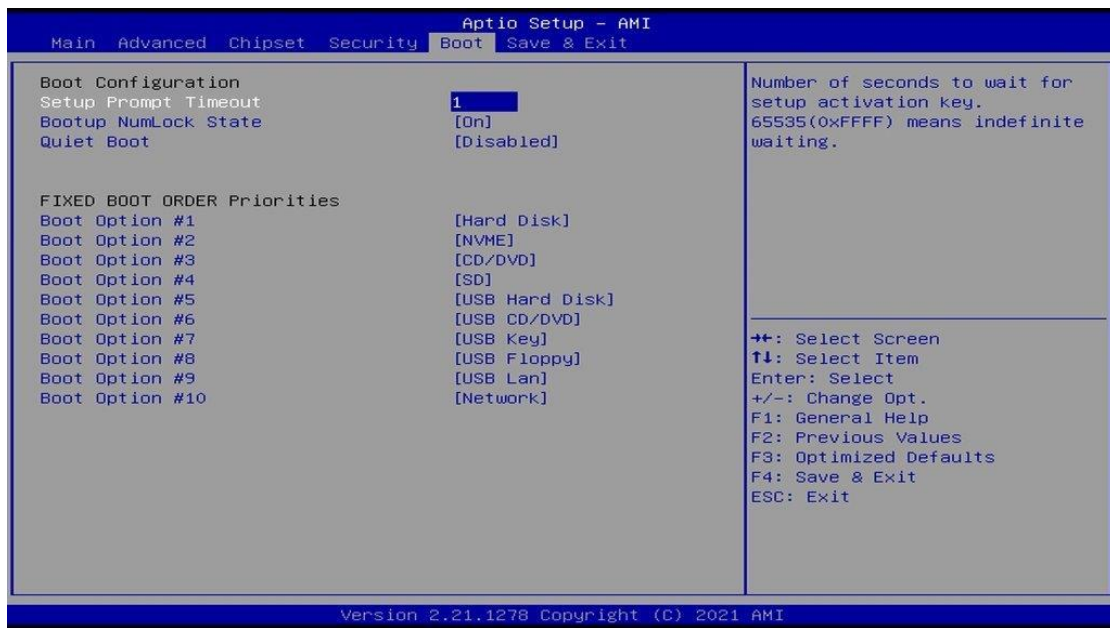 Aptio Setup – AMI
Main Advanced Chipset Security Boot Save & Exit
Boot Configuration
Setup Prompt Timeout 1
Bootup NumLock State [On]
Quiet Boot [Disabled]
FIXED BOOT ORDER Priorities
Boot Option #1 [Hard Disk]
Boot Option #2 [NVME]
Boot Option #3 [CD/DVD]
Boot Option #4 [SD]
Boot Option #5 [USB Hard Disk]
Boot Option #6 [USB CD/DVD]
Boot Option #7 [USB Key]
Boot Option #8 [USB Floppy]
Boot Option #9 [USB Lan]
Boot Option #10 [Network]
Number of seconds to wait for
setup activation key.
65535(0xFFFF) means indefinite
waiting.
→←: Select Screen
↑↓: Select Item
Enter: Select
+/-: Change Opt.
F1: General Help
F2: Previous Values
F3: Optimized Defaults
F4: Save & Exit
ESC: Exit
Version 2.21.1278 Copyright (C) 2021 AMI